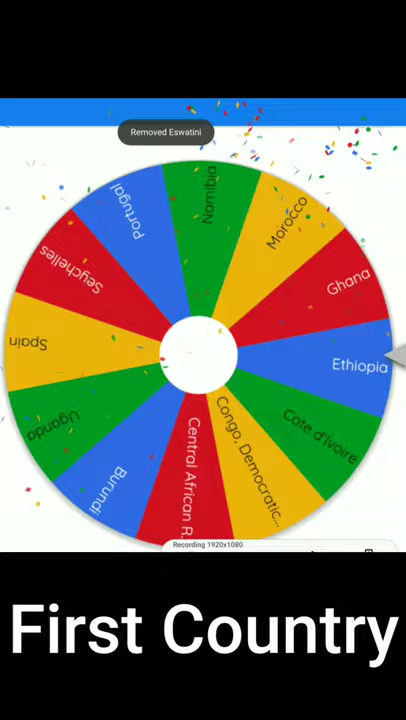 Removed Eswatini
Namibia
Morocco
Ghana
Ethiopia
Cote d'Ivoire
Congo, Democratic...
Central African R...
Burundi
Uganda
Spain
Seychelles
Portugal
Recording 1920x1080
First Country